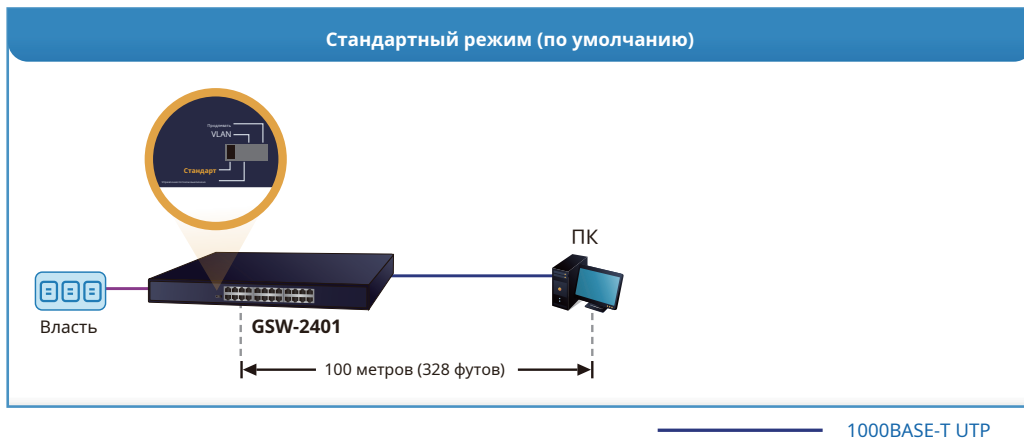 Стандартный режим (по умолчанию)
Продлевать
VLAN
Стандарт
ПК
Власть
GSW-2401
100 метров (328 футов)
1000BASE-T UTP